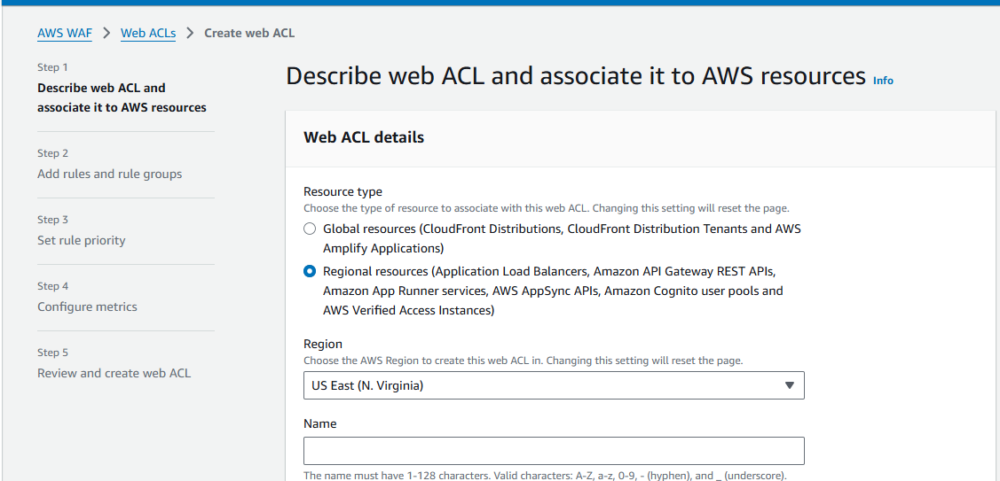 AWS WAF > Web ACLs > Create web ACL
Step 1
Describe web ACL and
associate it to AWS resources
Step 2
Add rules and rule groups
Step 3
Set rule priority
Step 4
Configure metrics
Step 5
Review and create web ACL
Describe web ACL and associate it to AWS resources Info
Web ACL details
Resource type
Choose the type of resource to associate with this web ACL. Changing this setting will reset the page.
Global resources (CloudFront Distributions, CloudFront Distribution Tenants and AWS
Amplify Applications)
Regional resources (Application Load Balancers, Amazon API Gateway REST APIs,
Amazon App Runner services, AWS AppSync APIs, Amazon Cognito user pools and
AWS Verified Access Instances)
Region
Choose the AWS Region to create this web ACL in. Changing this setting will reset the page.
US East (N. Virginia)
Name
The name must have 1-128 characters. Valid characters: A-Z, a-z, 0-9, - (hyphen), and _ (underscore).